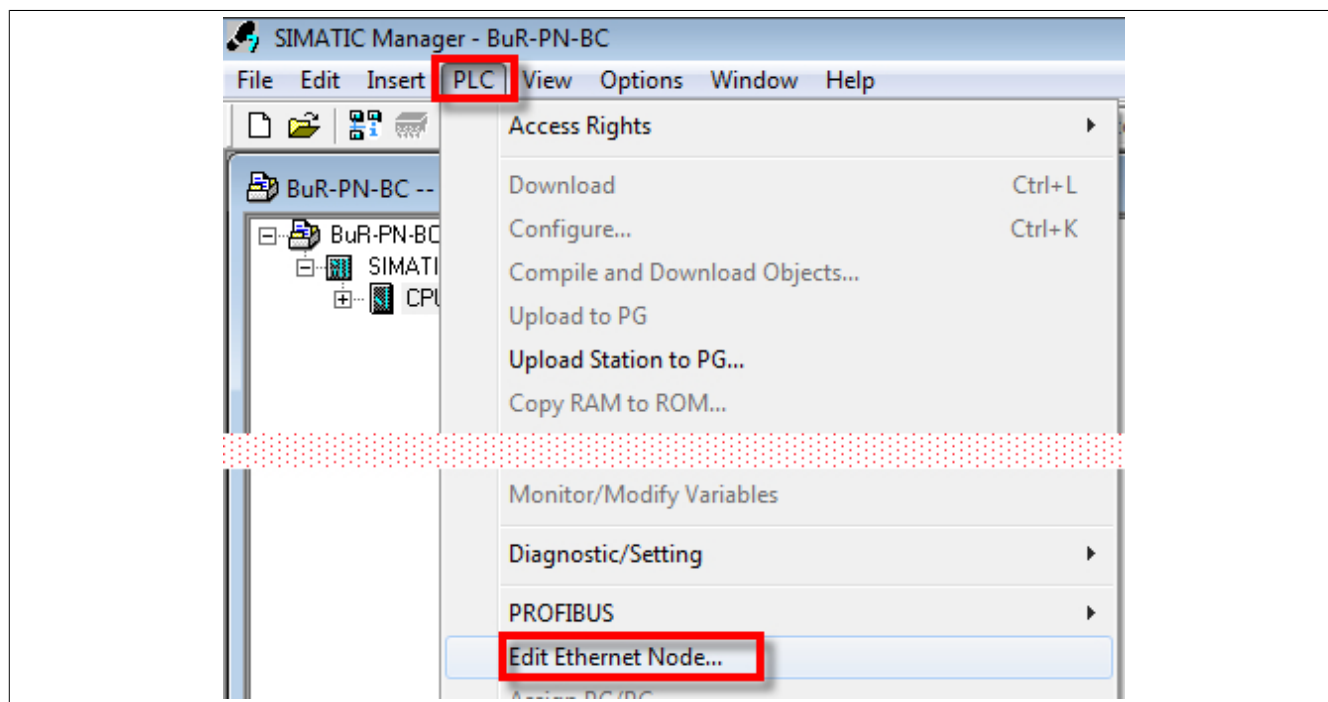 SIMATIC Manager - BuR-PN-BC
File Edit Insert PLC View Options Window Help
Access Rights
BuR-PN-BC --
Download Ctrl+L
BuR-PN-BC
Configure... Ctrl+K
SIMATI
Compile and Download Objects...
CPU
Upload to PG
Upload Station to PG...
Copy RAM to ROM...
Monitor/Modify Variables
Diagnostic/Setting
PROFIBUS
Edit Ethernet Node...